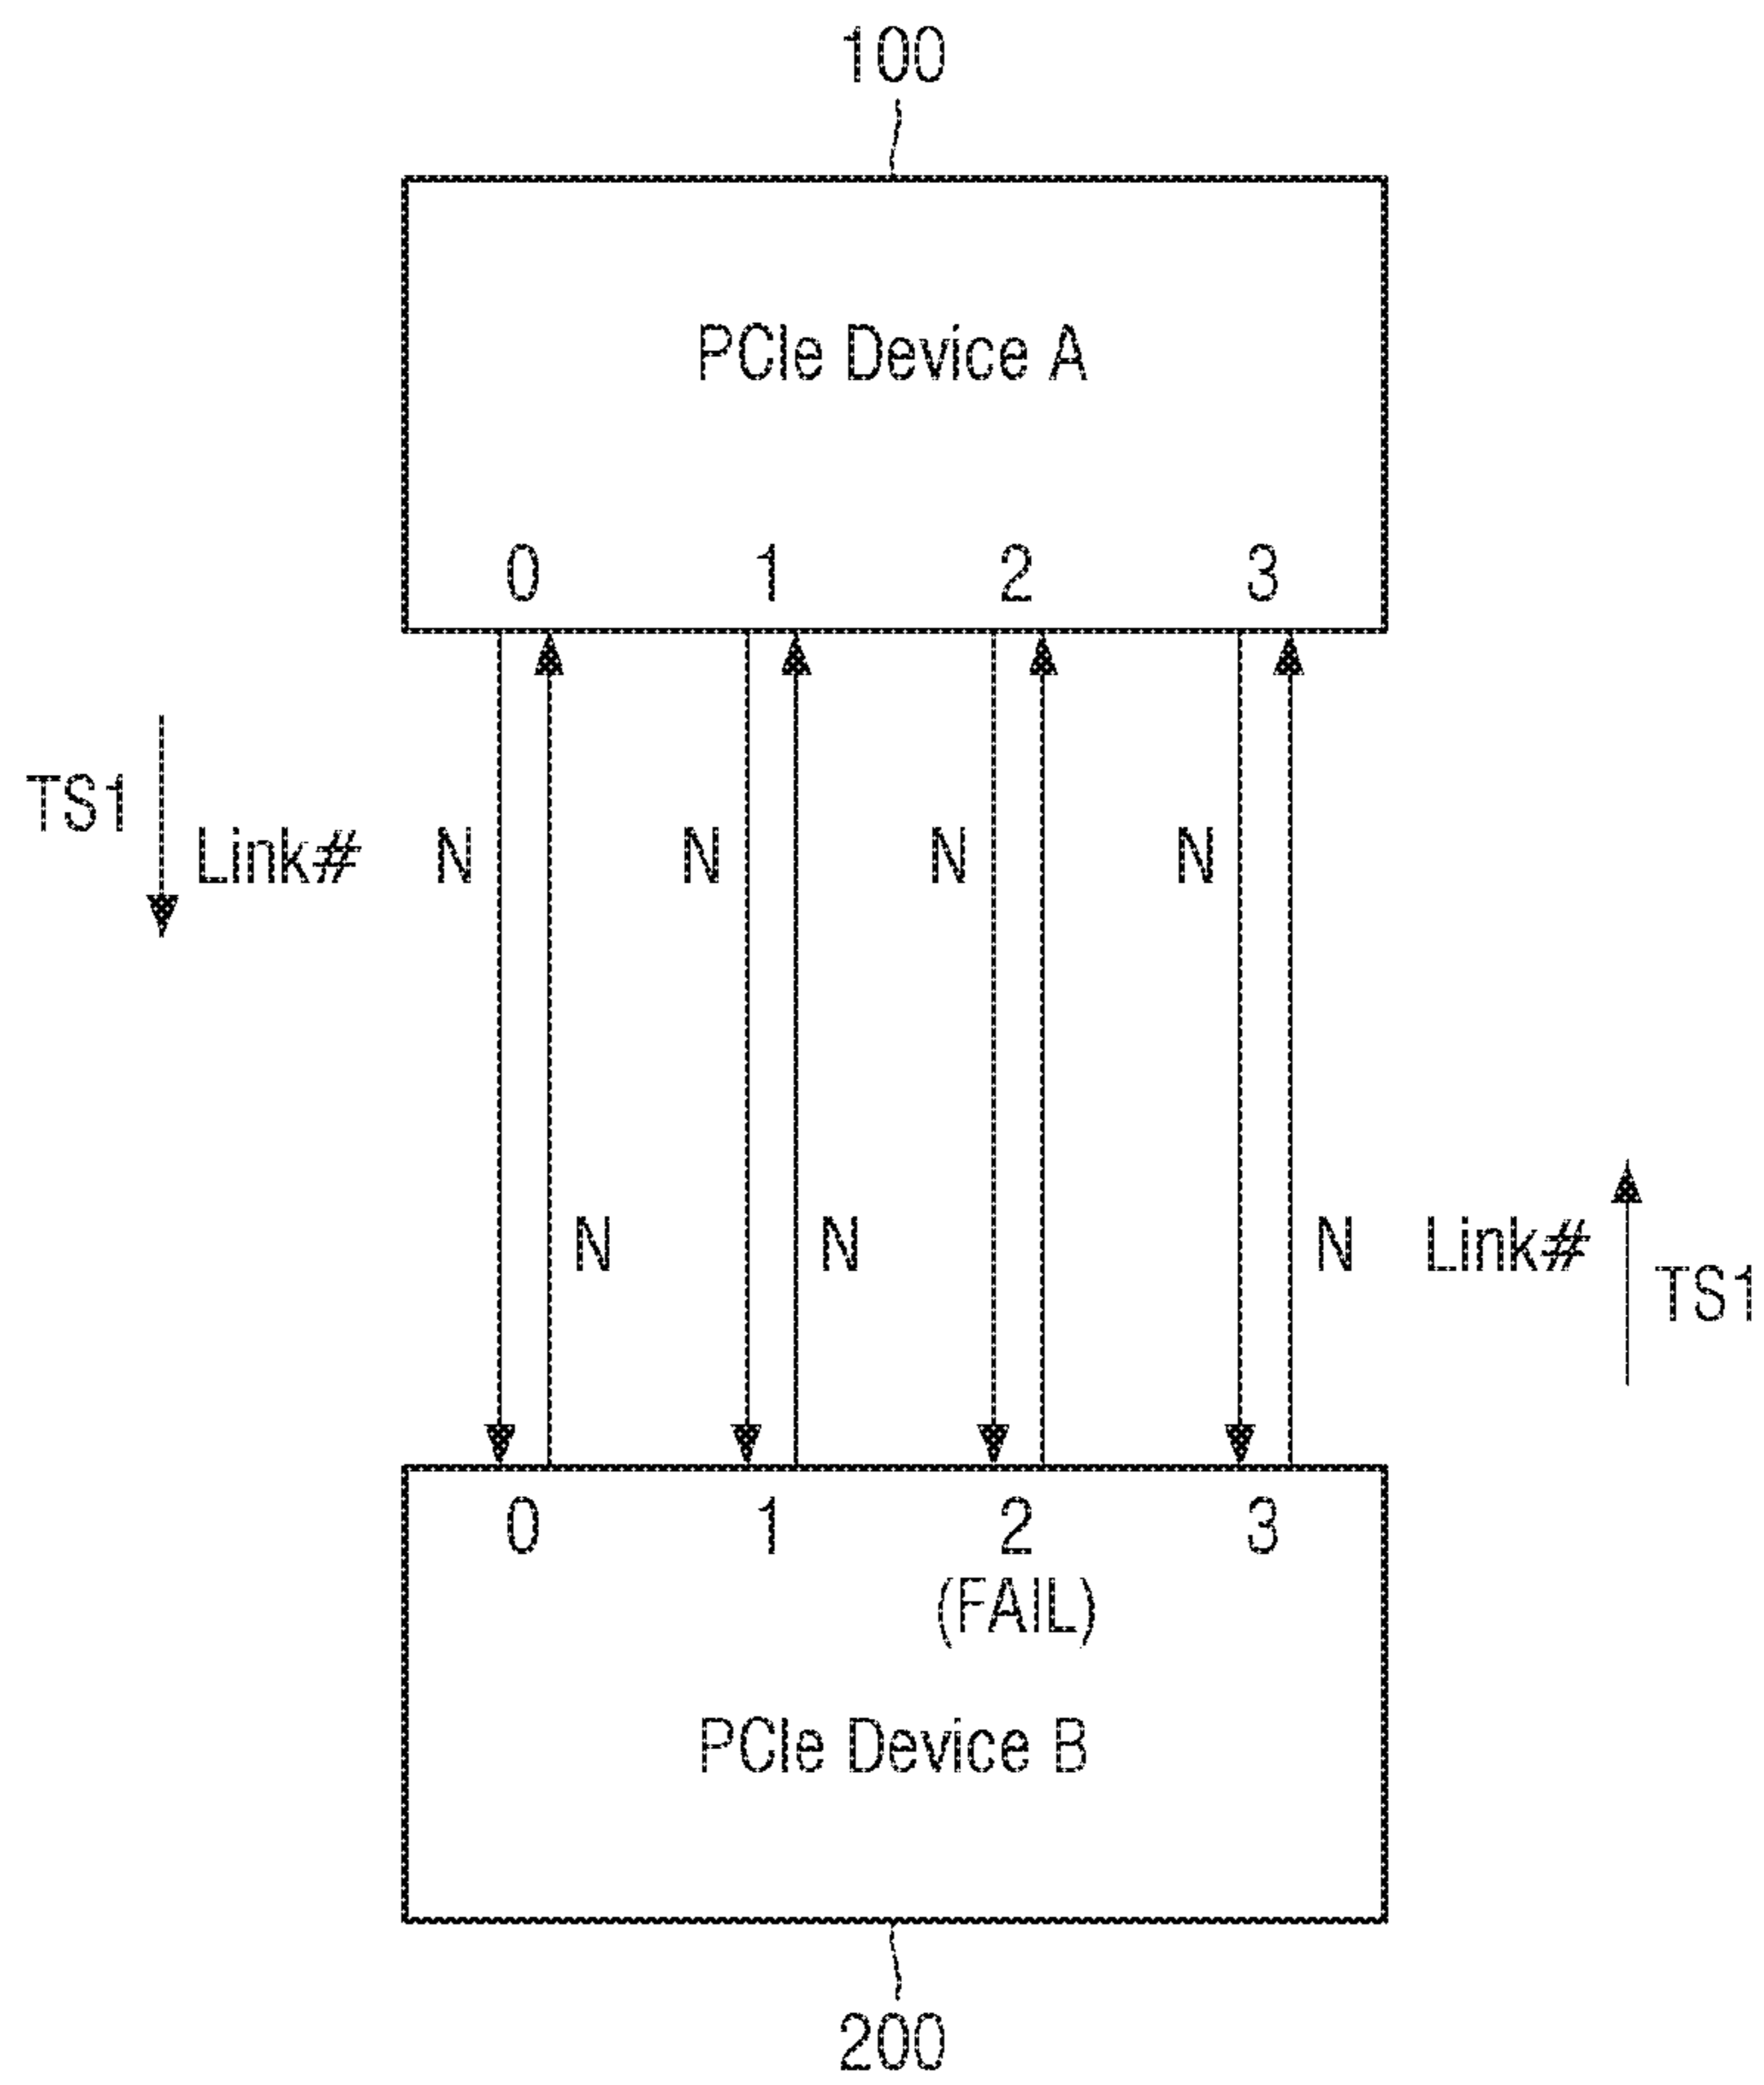 100
PCIe Device A
0 1 2 3
TS1
Link# N N N N
N N N Link#
TS1
0 1 2 3
(FAIL)
PCIe Device B
200